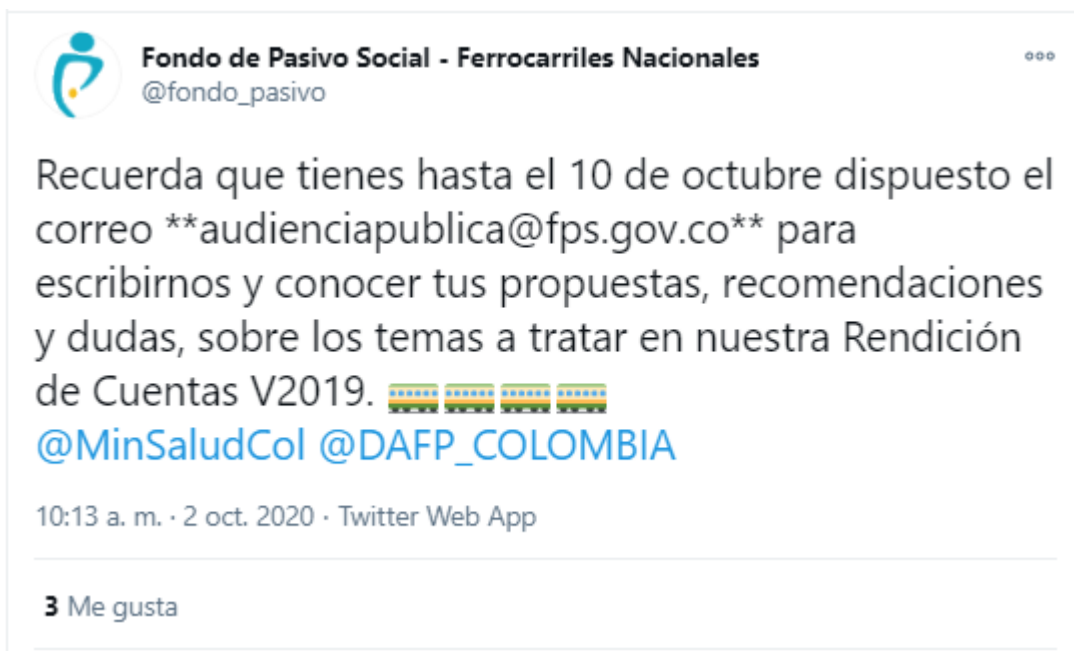 Fondo de Pasivo Social - Ferrocarriles Nacionales
@fondo_pasivo
Recuerda que tienes hasta el 10 de octubre dispuesto el
correo **audienciapublica@fps.gov.co** para
escribirnos y conocer tus propuestas, recomendaciones
y dudas, sobre los temas a tratar en nuestra Rendición
de Cuentas V2019. 🚃🚃🚃🚃
@MinSaludCol @DAFP_COLOMBIA
10:13 a. m. · 2 oct. 2020 · Twitter Web App
3 Me gusta